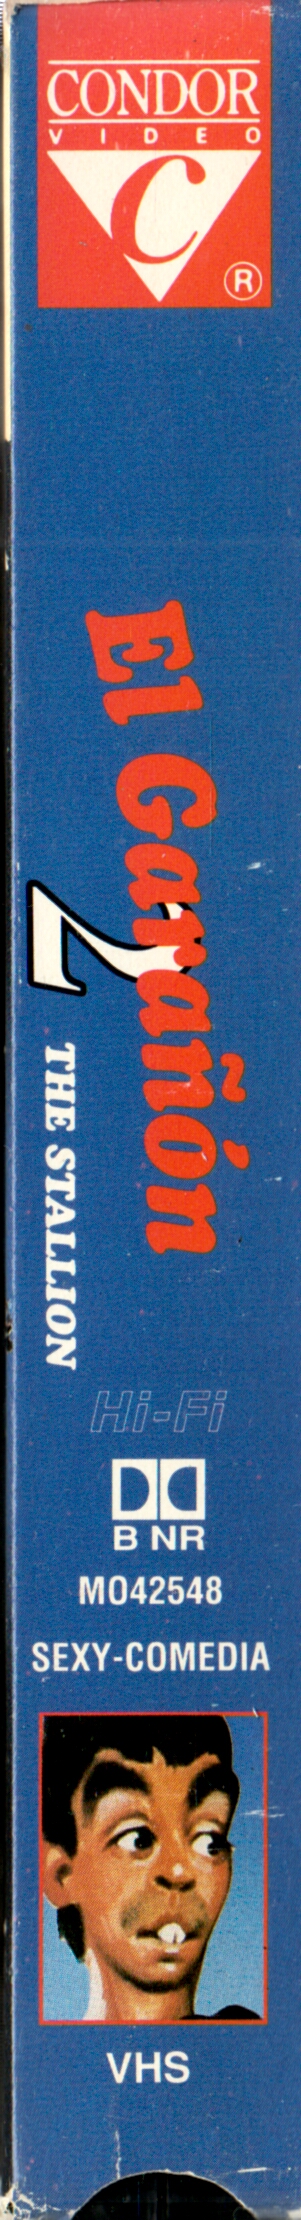 CONDOR
VIDEO
C
®
El Garañón
2
THE STALLION
Hi-Fi
B NR
MO42548
SEXY-COMEDIA
VHS